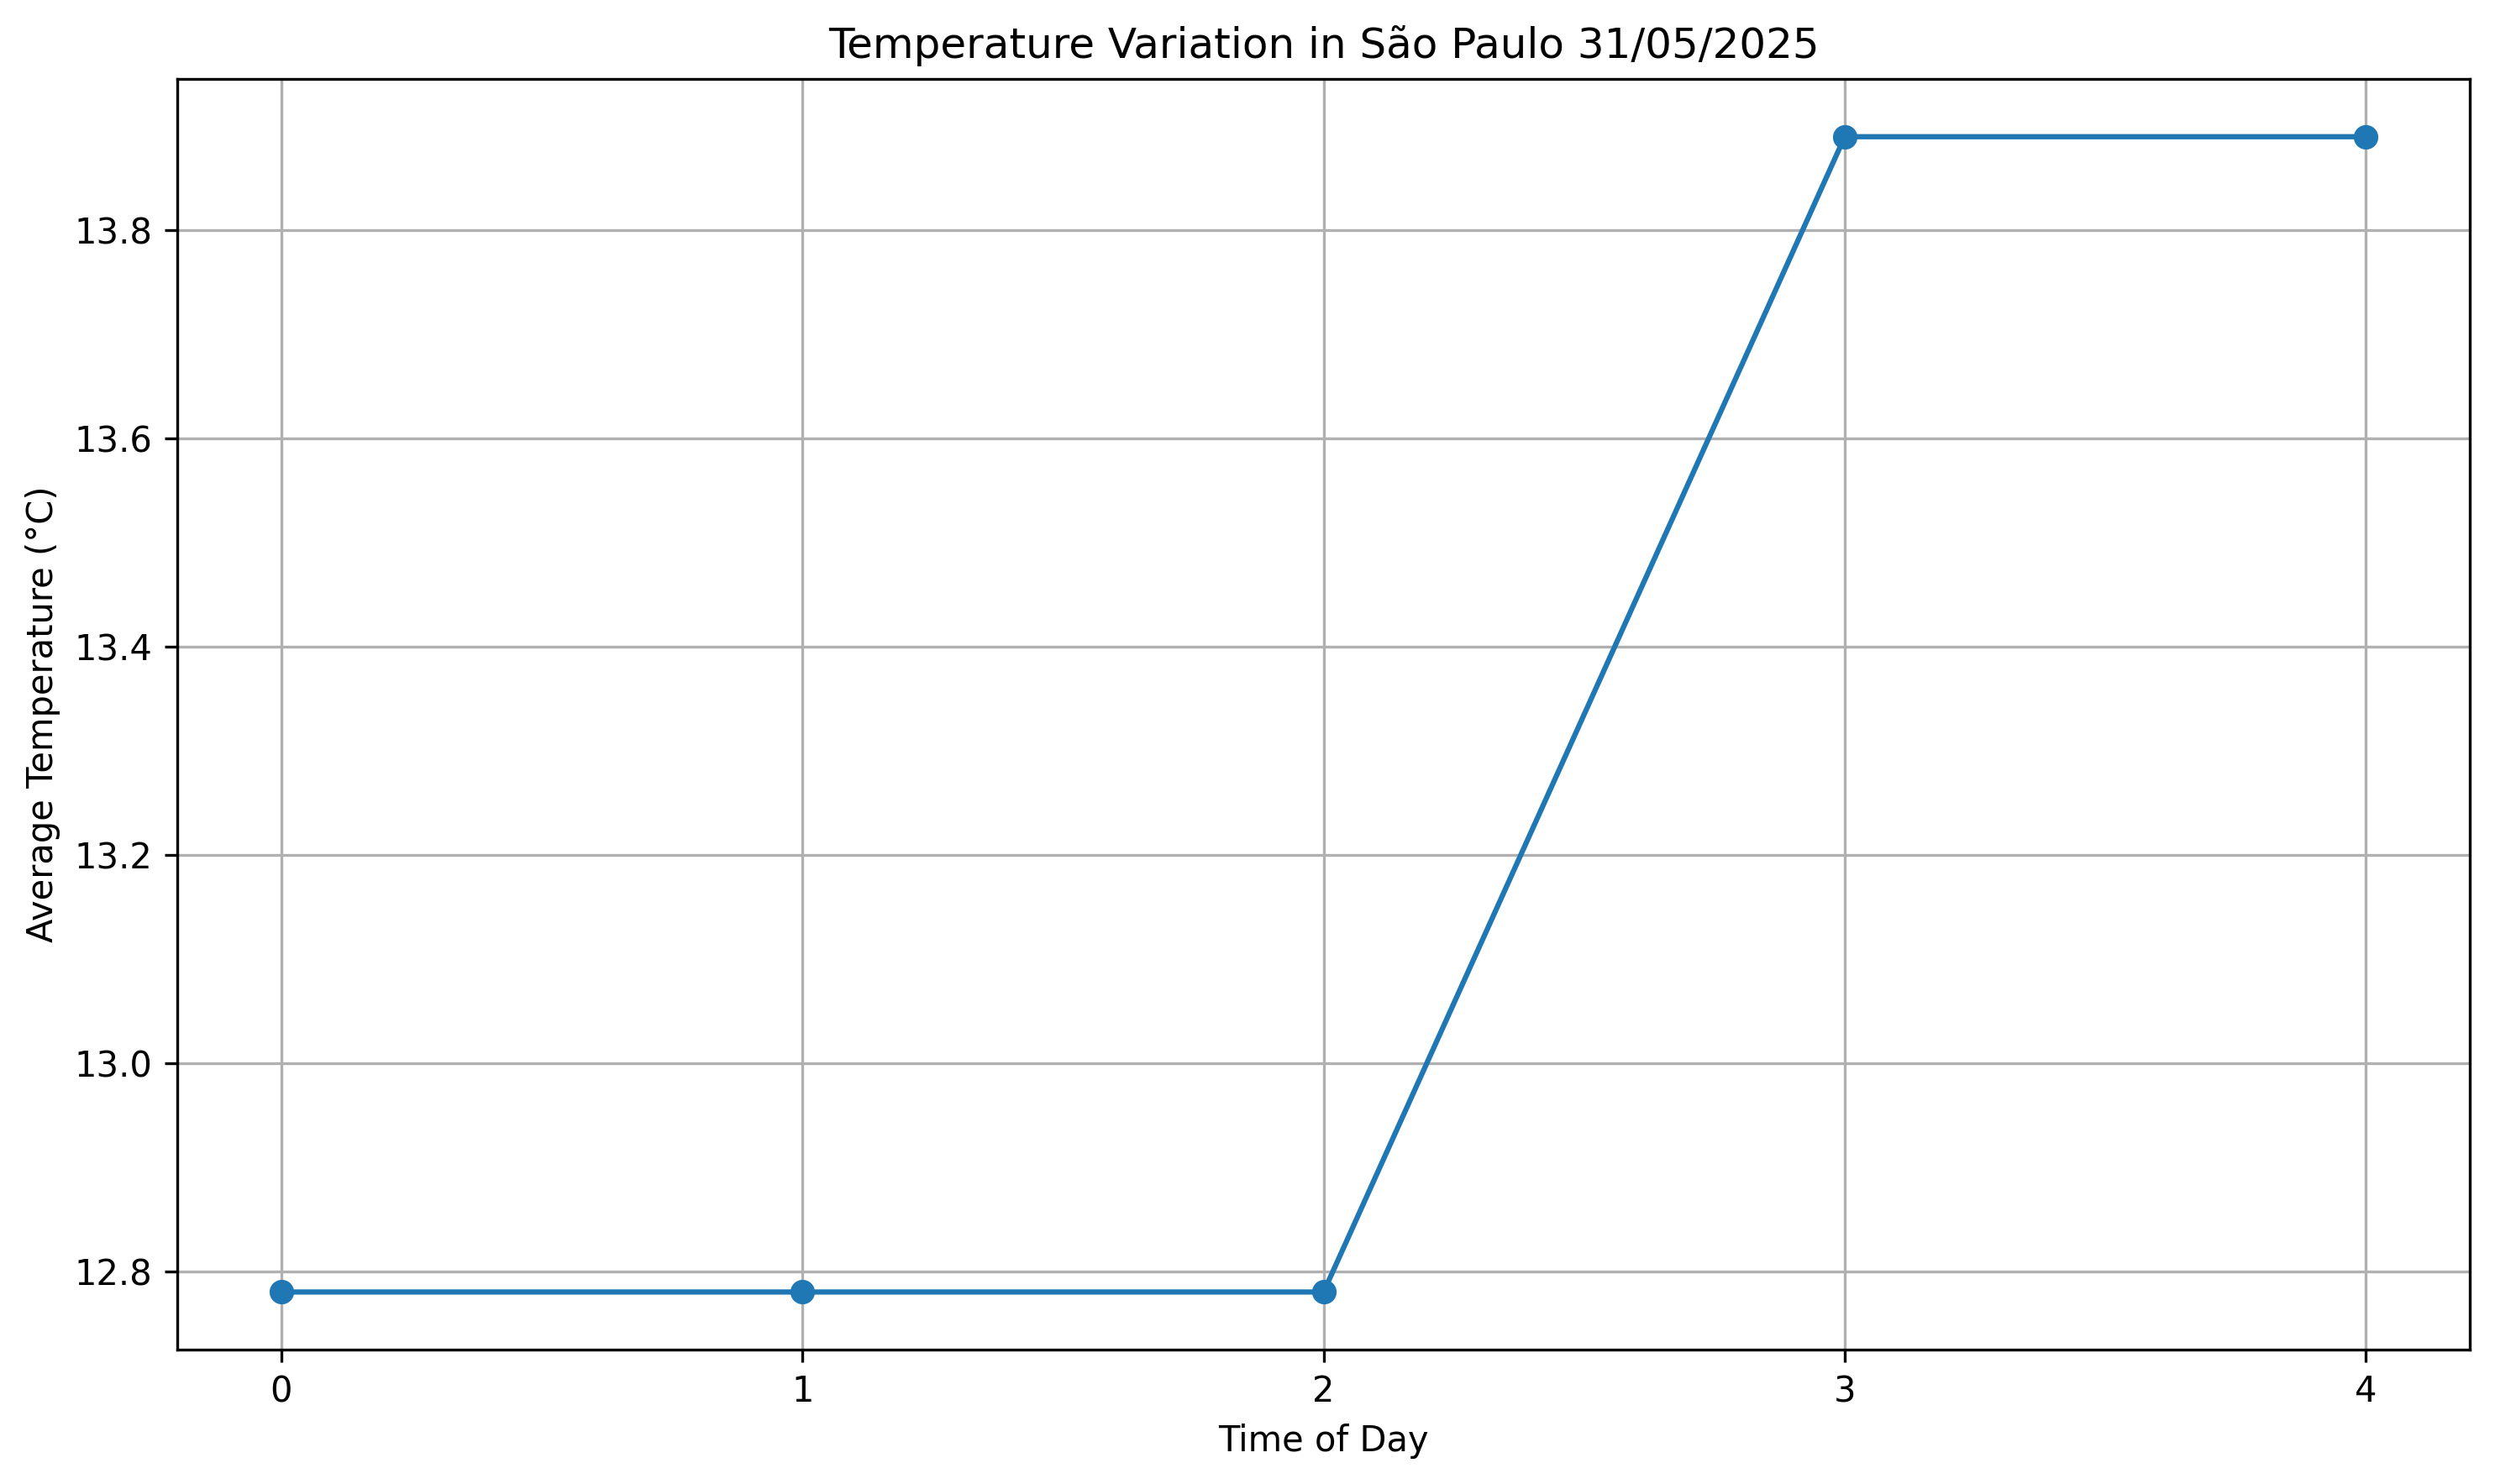 Temperature Variation in São Paulo 31/05/2025
Average Temperature (°C)
13.8
13.6
13.4
13.2
13.0
12.8
0 1 2 3 4
Time of Day